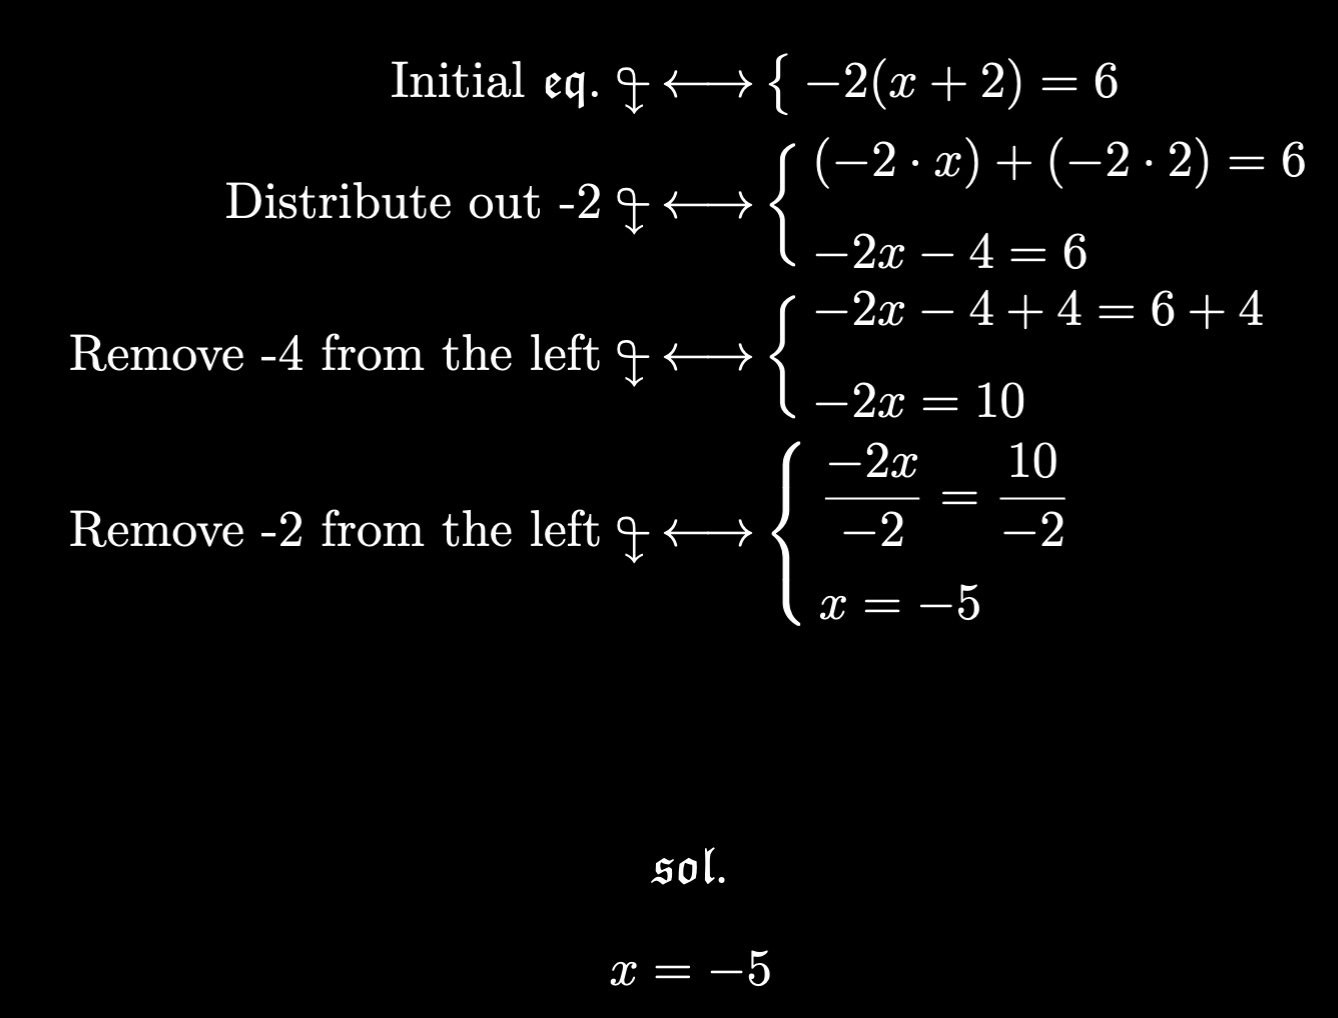 Initial 𝔢𝔮. ⟷ { −2(x + 2) = 6
(−2 · x) + (−2 · 2) = 6
Distribute out -2 ⟷ {
−2x − 4 = 6
−2x − 4 + 4 = 6 + 4
Remove -4 from the left ⟷ {
−2x = 10
−2x/−2 = 10/−2
Remove -2 from the left ⟷ {
x = −5
𝔰𝔬𝔩.
x = −5